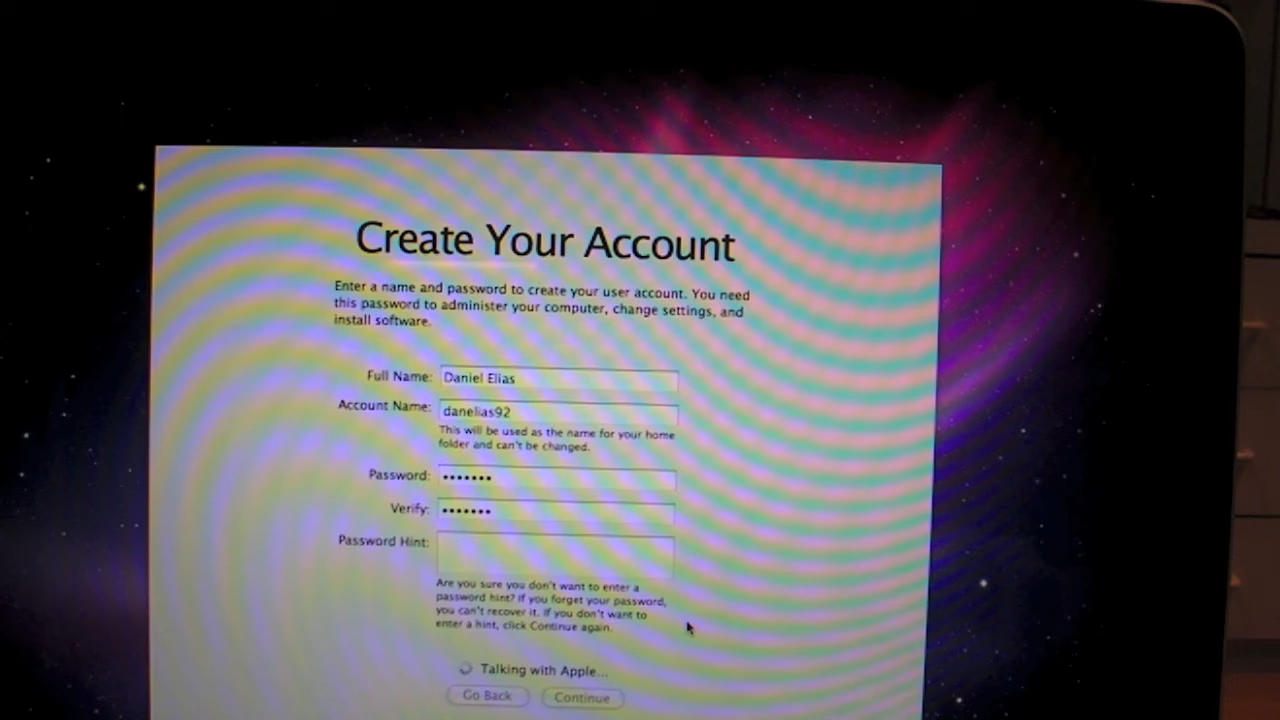 Create Your Account
Enter a name and password to create your user account. You need
this password to administer your computer, change settings, and
install software.
Full Name: Daniel Elias
Account Name: danelias92
This will be used as the name for your home
folder and can't be changed.
Password: •••••••
Verify: •••••••
Password Hint:
Are you sure you don't want to enter a
password hint? If you forget your password,
you can't recover it. If you don't want to
enter a hint, click Continue again.
Talking with Apple...
Go Back Continue